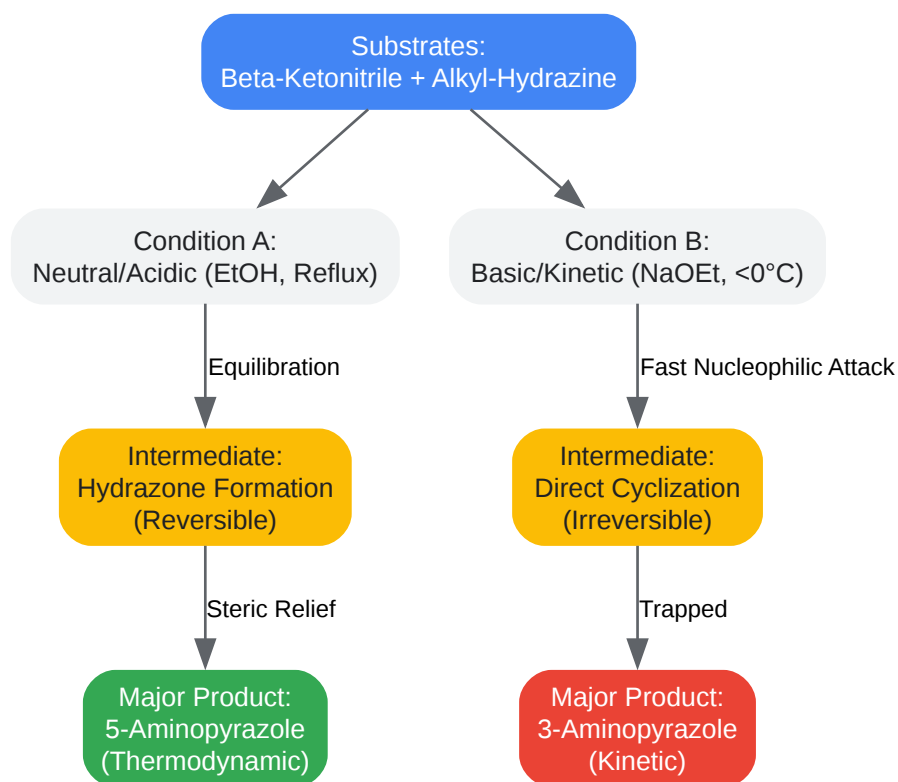 Substrates:
Beta-Ketonitrile + Alkyl-Hydrazine
Condition A:
Neutral/Acidic (EtOH, Reflux)
Condition B:
Basic/Kinetic (NaOEt, <0°C)
Equilibration
Fast Nucleophilic Attack
Intermediate:
Hydrazone Formation
(Reversible)
Intermediate:
Direct Cyclization
(Irreversible)
Steric Relief
Trapped
Major Product:
5-Aminopyrazole
(Thermodynamic)
Major Product:
3-Aminopyrazole
(Kinetic)